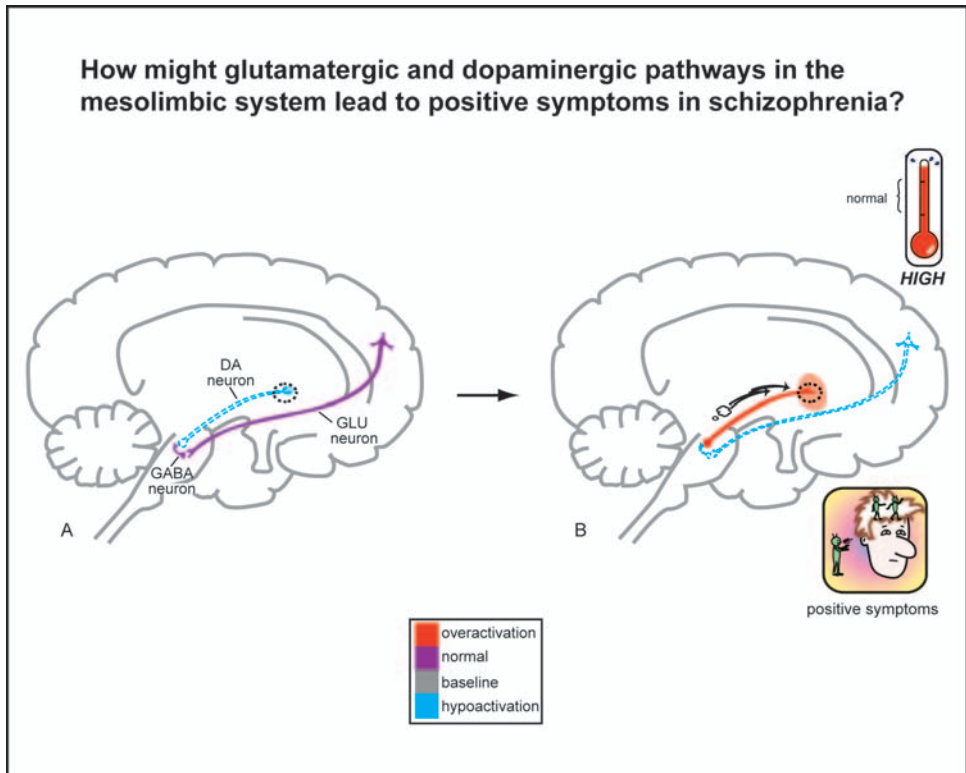 How might glutamatergic and dopaminergic pathways in the
mesolimbic system lead to positive symptoms in schizophrenia?
normal
HIGH
DA
neuron
GLU
neuron
GABA
neuron
A
B
positive symptoms
overactivation
normal
baseline
hypoactivation